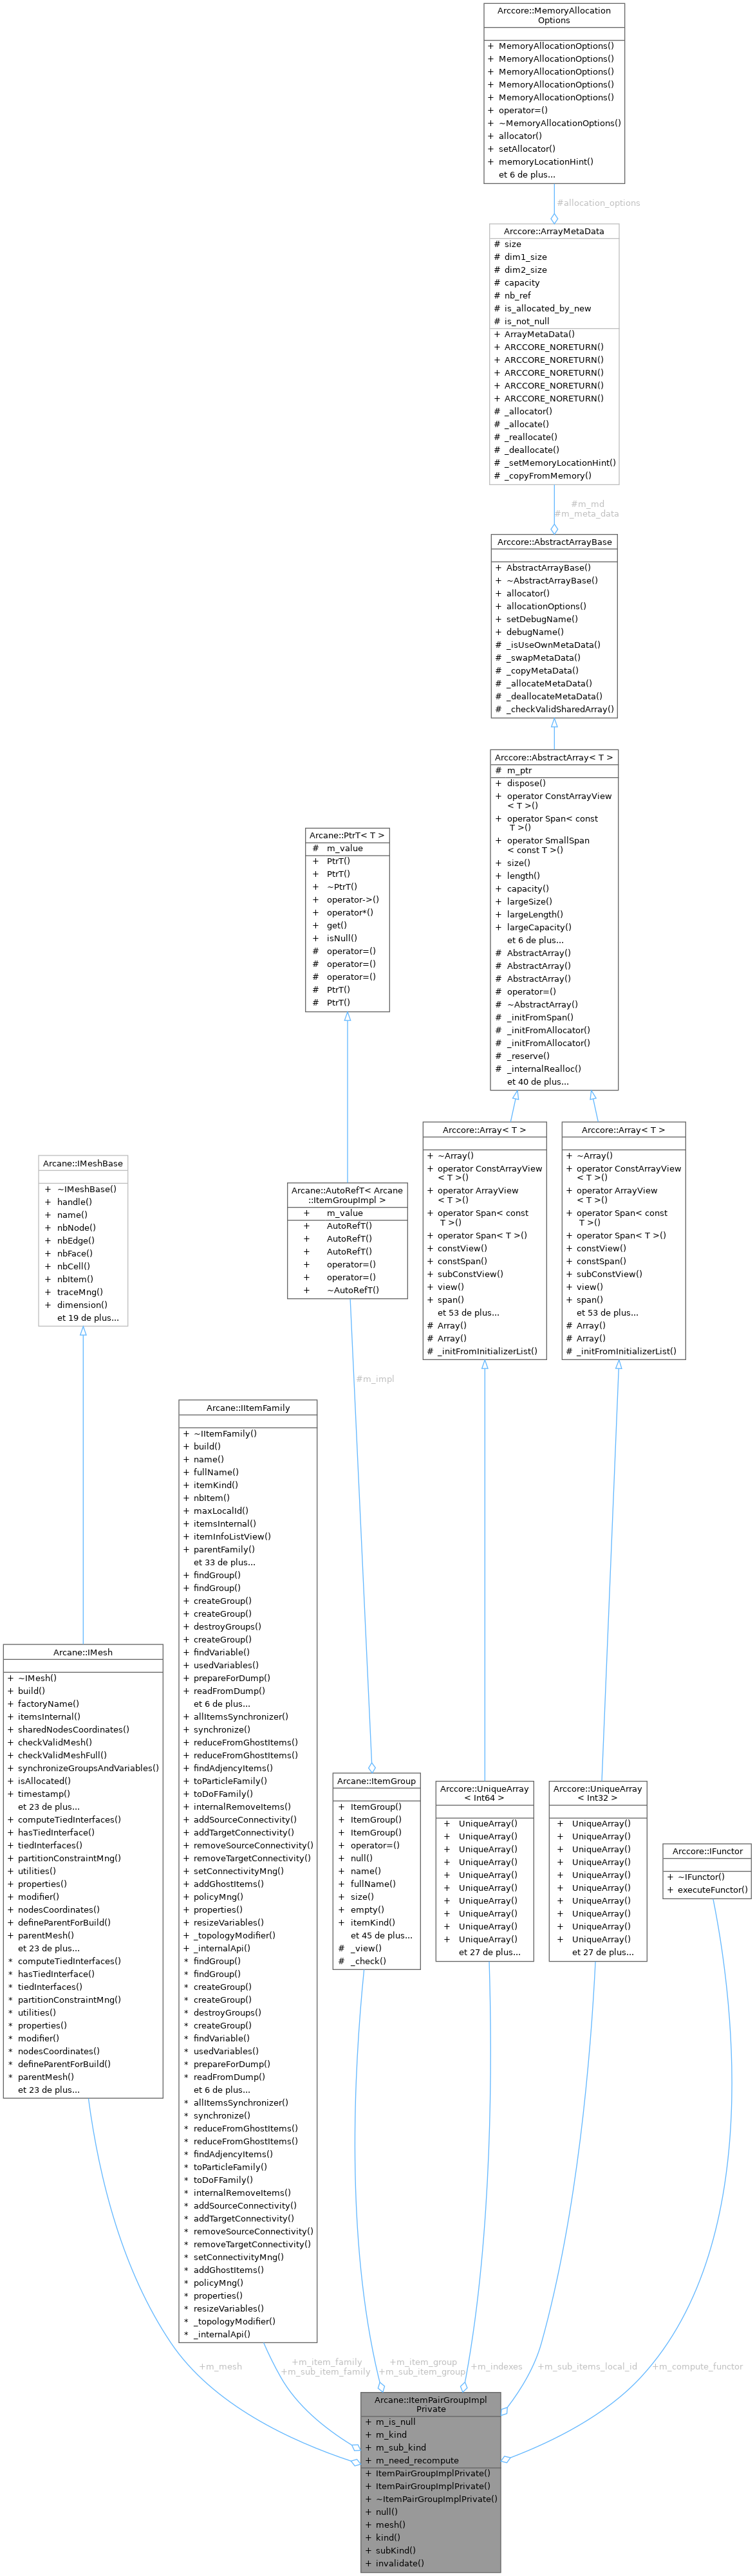 Arccore::MemoryAllocation
Options
+ MemoryAllocationOptions()
+ MemoryAllocationOptions()
+ MemoryAllocationOptions()
+ MemoryAllocationOptions()
+ MemoryAllocationOptions()
+ operator=()
+ ~MemoryAllocationOptions()
+ allocator()
+ setAllocator()
+ memoryLocationHint()
et 6 de plus...
#allocation_options
Arccore::ArrayMetaData
# size
# dim1_size
# dim2_size
# capacity
# nb_ref
# is_allocated_by_new
# is_not_null
+ ArrayMetaData()
+ ARCCORE_NORETURN()
+ ARCCORE_NORETURN()
+ ARCCORE_NORETURN()
+ ARCCORE_NORETURN()
+ ARCCORE_NORETURN()
# _allocator()
# _allocate()
# _reallocate()
# _deallocate()
# _setMemoryLocationHint()
# _copyFromMemory()
#m_md
#m_meta_data
Arccore::AbstractArrayBase
+ AbstractArrayBase()
+ ~AbstractArrayBase()
+ allocator()
+ allocationOptions()
+ setDebugName()
+ debugName()
# _isUseOwnMetaData()
# _swapMetaData()
# _copyMetaData()
# _allocateMetaData()
# _deallocateMetaData()
# _checkValidSharedArray()
Arccore::AbstractArray< T >
# m_ptr
+ dispose()
+ operator ConstArrayView
< T >()
+ operator Span< const
T >()
+ operator SmallSpan
< const T >()
+ size()
+ length()
+ capacity()
+ largeSize()
+ largeLength()
+ largeCapacity()
et 6 de plus...
# AbstractArray()
# AbstractArray()
# AbstractArray()
# operator=()
# ~AbstractArray()
# _initFromSpan()
# _initFromAllocator()
# _initFromAllocator()
# _reserve()
# _internalRealloc()
et 40 de plus...
Arcane::PtrT< T >
# m_value
+ PtrT()
+ PtrT()
+ ~PtrT()
+ operator->()
+ operator*()
+ get()
+ isNull()
# operator=()
# operator=()
# operator=()
# PtrT()
# PtrT()
Arccore::Array< T >
+ ~Array()
+ operator ConstArrayView
< T >()
+ operator ArrayView
< T >()
+ operator Span< const
T >()
+ operator Span< T >()
+ constView()
+ constSpan()
+ subConstView()
+ view()
+ span()
et 53 de plus...
# Array()
# Array()
# _initFromInitializerList()
Arccore::Array< T >
+ ~Array()
+ operator ConstArrayView
< T >()
+ operator ArrayView
< T >()
+ operator Span< const
T >()
+ operator Span< T >()
+ constView()
+ constSpan()
+ subConstView()
+ view()
+ span()
et 53 de plus...
# Array()
# Array()
# _initFromInitializerList()
Arcane::IMeshBase
+ ~IMeshBase()
+ handle()
+ name()
+ nbNode()
+ nbEdge()
+ nbFace()
+ nbCell()
+ nbItem()
+ traceMng()
+ dimension()
et 19 de plus...
Arcane::AutoRefT< Arcane
::ItemGroupImpl >
+ m_value
+ AutoRefT()
+ AutoRefT()
+ AutoRefT()
+ operator=()
+ operator=()
+ ~AutoRefT()
#m_impl
Arcane::IItemFamily
+ ~IItemFamily()
+ build()
+ name()
+ fullName()
+ itemKind()
+ nbItem()
+ maxLocalId()
+ itemsInternal()
+ itemInfoListView()
+ parentFamily()
et 33 de plus...
+ findGroup()
+ findGroup()
+ createGroup()
+ createGroup()
+ destroyGroups()
+ createGroup()
+ findVariable()
+ usedVariables()
+ prepareForDump()
+ readFromDump()
et 6 de plus...
+ allItemsSynchronizer()
+ synchronize()
+ reduceFromGhostItems()
+ reduceFromGhostItems()
+ findAdjencyItems()
+ toParticleFamily()
+ toDoFFamily()
+ internalRemoveItems()
+ addSourceConnectivity()
+ addTargetConnectivity()
+ removeSourceConnectivity()
+ removeTargetConnectivity()
+ setConnectivityMng()
+ addGhostItems()
+ policyMng()
+ properties()
+ resizeVariables()
+ _topologyModifier()
+ _internalApi()
* findGroup()
* findGroup()
* createGroup()
* createGroup()
* destroyGroups()
* createGroup()
* findVariable()
* usedVariables()
* prepareForDump()
* readFromDump()
et 6 de plus...
* allItemsSynchronizer()
* synchronize()
* reduceFromGhostItems()
* reduceFromGhostItems()
* findAdjencyItems()
* toParticleFamily()
* toDoFFamily()
* internalRemoveItems()
* addSourceConnectivity()
* addTargetConnectivity()
* removeSourceConnectivity()
* removeTargetConnectivity()
* setConnectivityMng()
* addGhostItems()
* policyMng()
* properties()
* resizeVariables()
* _topologyModifier()
* _internalApi()
Arcane::IMesh
+ ~IMesh()
+ build()
+ factoryName()
+ itemsInternal()
+ sharedNodesCoordinates()
+ checkValidMesh()
+ checkValidMeshFull()
+ synchronizeGroupsAndVariables()
+ isAllocated()
+ timestamp()
et 23 de plus...
+ computeTiedInterfaces()
+ hasTiedInterface()
+ tiedInterfaces()
+ partitionConstraintMng()
+ utilities()
+ properties()
+ modifier()
+ nodesCoordinates()
+ defineParentForBuild()
+ parentMesh()
et 23 de plus...
* computeTiedInterfaces()
* hasTiedInterface()
* tiedInterfaces()
* partitionConstraintMng()
* utilities()
* properties()
* modifier()
* nodesCoordinates()
* defineParentForBuild()
* parentMesh()
et 23 de plus...
Arcane::ItemGroup
+ ItemGroup()
+ ItemGroup()
+ ItemGroup()
+ operator=()
+ null()
+ name()
+ fullName()
+ size()
+ empty()
+ itemKind()
et 45 de plus...
# _view()
# _check()
Arccore::UniqueArray
< Int64 >
+ UniqueArray()
+ UniqueArray()
+ UniqueArray()
+ UniqueArray()
+ UniqueArray()
+ UniqueArray()
+ UniqueArray()
+ UniqueArray()
+ UniqueArray()
+ UniqueArray()
et 27 de plus...
Arccore::UniqueArray
< Int32 >
+ UniqueArray()
+ UniqueArray()
+ UniqueArray()
+ UniqueArray()
+ UniqueArray()
+ UniqueArray()
+ UniqueArray()
+ UniqueArray()
+ UniqueArray()
+ UniqueArray()
et 27 de plus...
Arccore::IFunctor
+ ~IFunctor()
+ executeFunctor()
+m_mesh
+m_item_family
+m_sub_item_family
+m_item_group
+m_sub_item_group
+m_indexes
+m_sub_items_local_id
+m_compute_functor
Arcane::ItemPairGroupImpl
Private
+ m_is_null
+ m_kind
+ m_sub_kind
+ m_need_recompute
+ ItemPairGroupImplPrivate()
+ ItemPairGroupImplPrivate()
+ ~ItemPairGroupImplPrivate()
+ null()
+ mesh()
+ kind()
+ subKind()
+ invalidate()